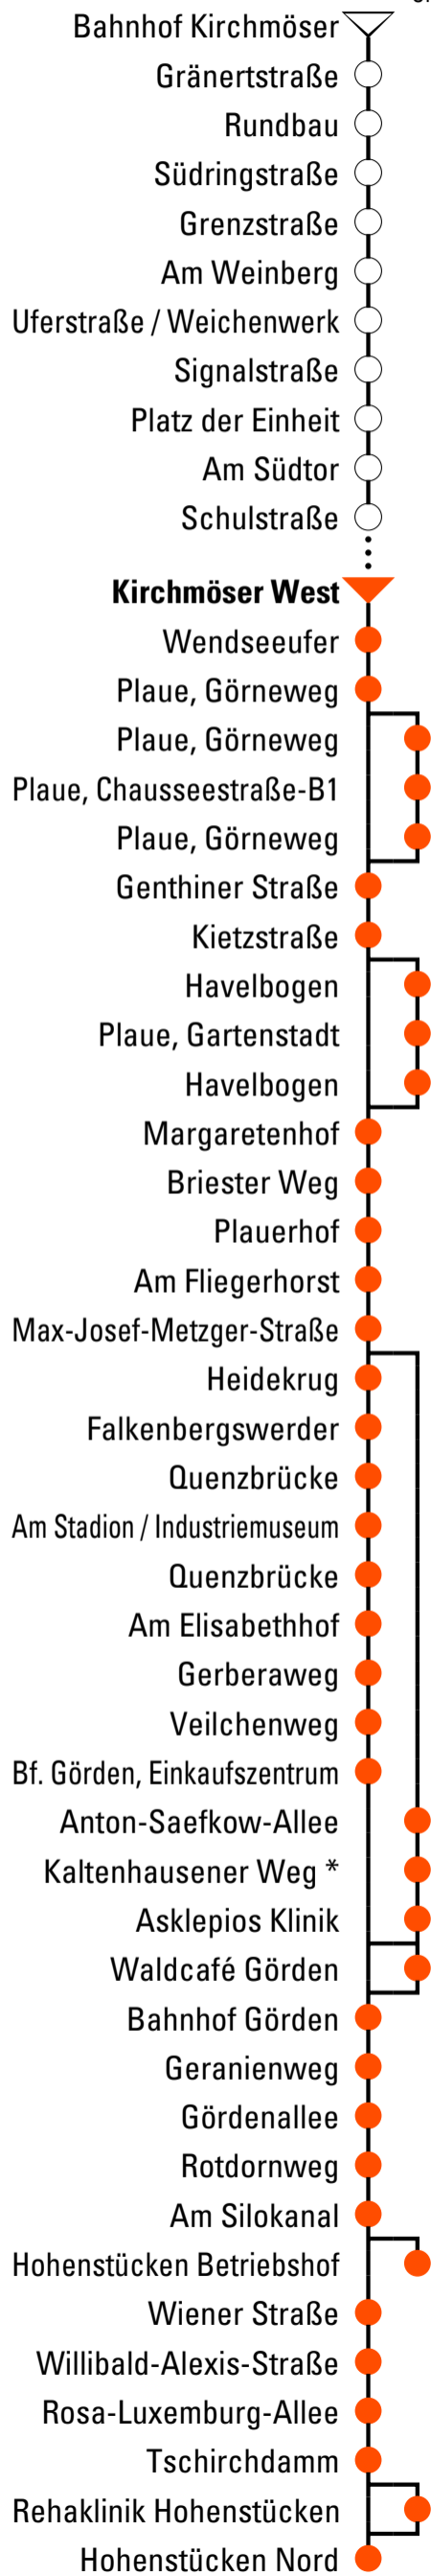 Bahnhof Kirchmöser
Gränertstraße
Rundbau
Südringstraße
Grenzstraße
Am Weinberg
Uferstraße / Weichenwerk
Signalstraße
Platz der Einheit
Am Südtor
Schulstraße
Kirchmöser West
Wendseeufer
Plaue, Görneweg
Plaue, Görneweg
Plaue, Chausseestraße-B1
Plaue, Görneweg
Genthiner Straße
Kietzstraße
Havelbogen
Plaue, Gartenstadt
Havelbogen
Margaretenhof
Briester Weg
Plauerhof
Am Fliegerhorst
Max-Josef-Metzger-Straße
Heidekrug
Falkenbergswerder
Quenzbrücke
Am Stadion / Industriemuseum
Quenzbrücke
Am Elisabethhof
Gerberaweg
Veilchenweg
Bf. Görden, Einkaufszentrum
Anton-Saefkow-Allee
Kaltenhausener Weg *
Asklepios Klinik
Waldcafé Görden
Bahnhof Görden
Geranienweg
Gördenallee
Rotdornweg
Am Silokanal
Hohenstücken Betriebshof
Wiener Straße
Willibald-Alexis-Straße
Rosa-Luxemburg-Allee
Tschirchdamm
Rehaklinik Hohenstücken
Hohenstücken Nord